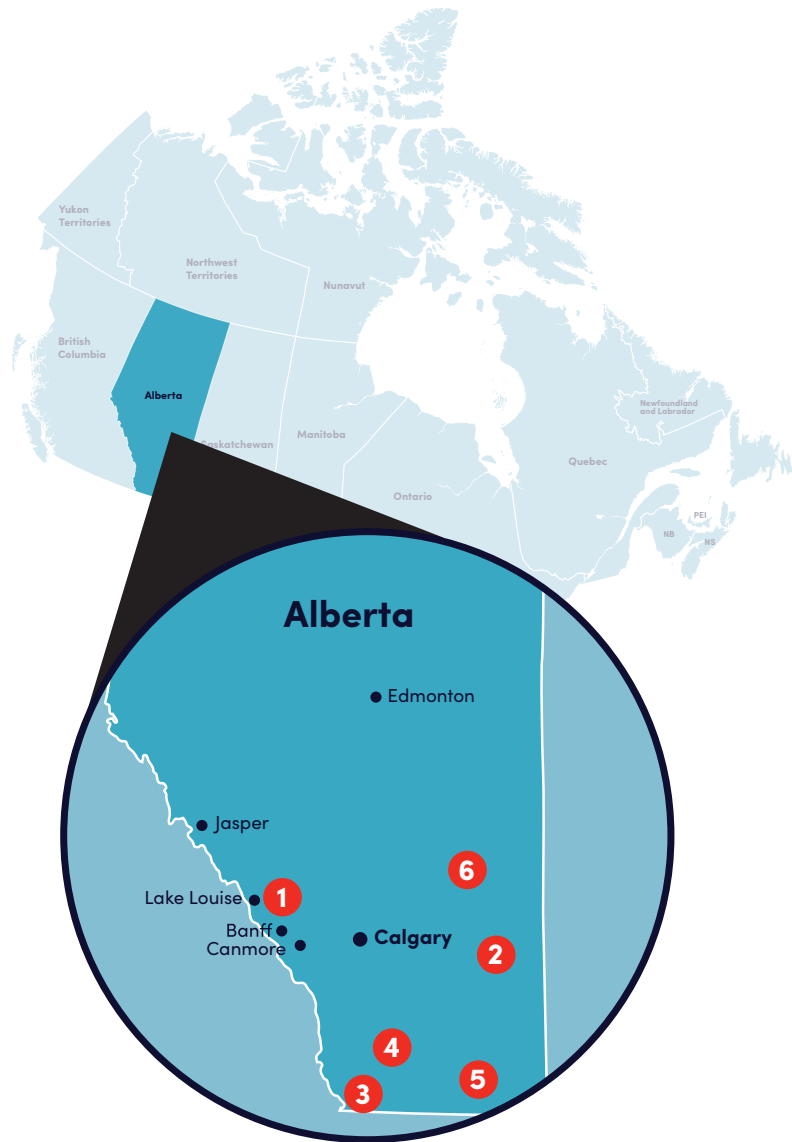 Yukon
Territories
Northwest
Territories
Nunavut
British
Columbia
Alberta
Saskatchewan
Manitoba
Ontario
Quebec
Newfoundland
and Labrador
PEI
NB
NS
Alberta
Edmonton
Jasper
6
Lake Louise
1
Banff
Canmore
Calgary
2
4
5
3